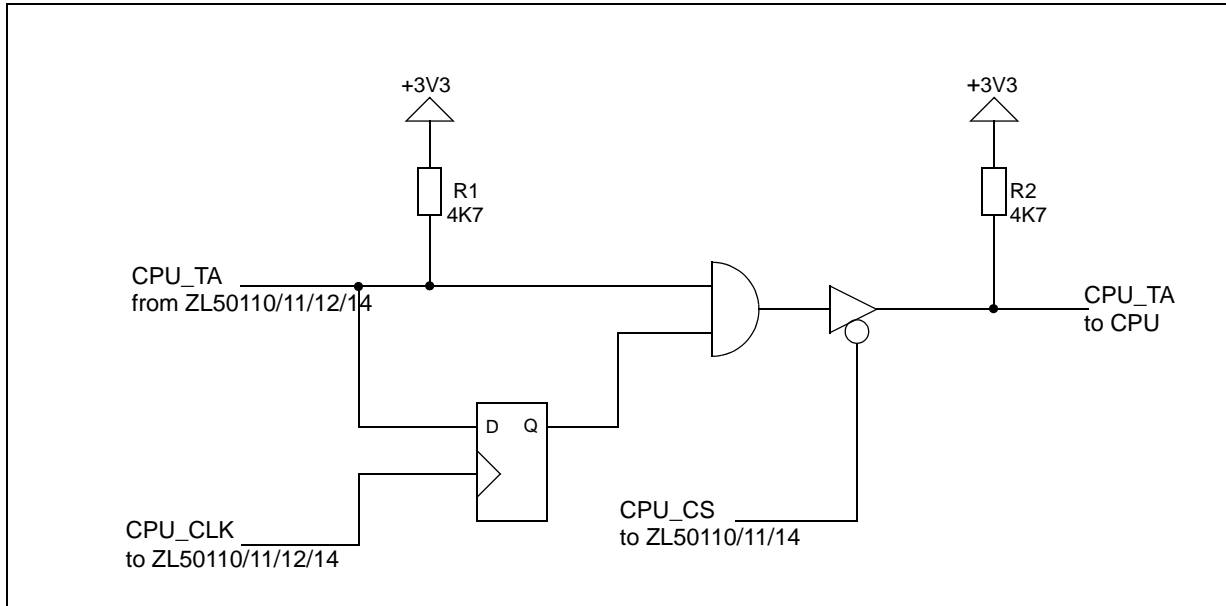 +3V3
+3V3
R1
4K7
R2
4K7
CPU_TA
from ZL50110/11/12/14
CPU_TA
to CPU
D
Q
CPU_CLK
to ZL50110/11/12/14
CPU_CS
to ZL50110/11/14